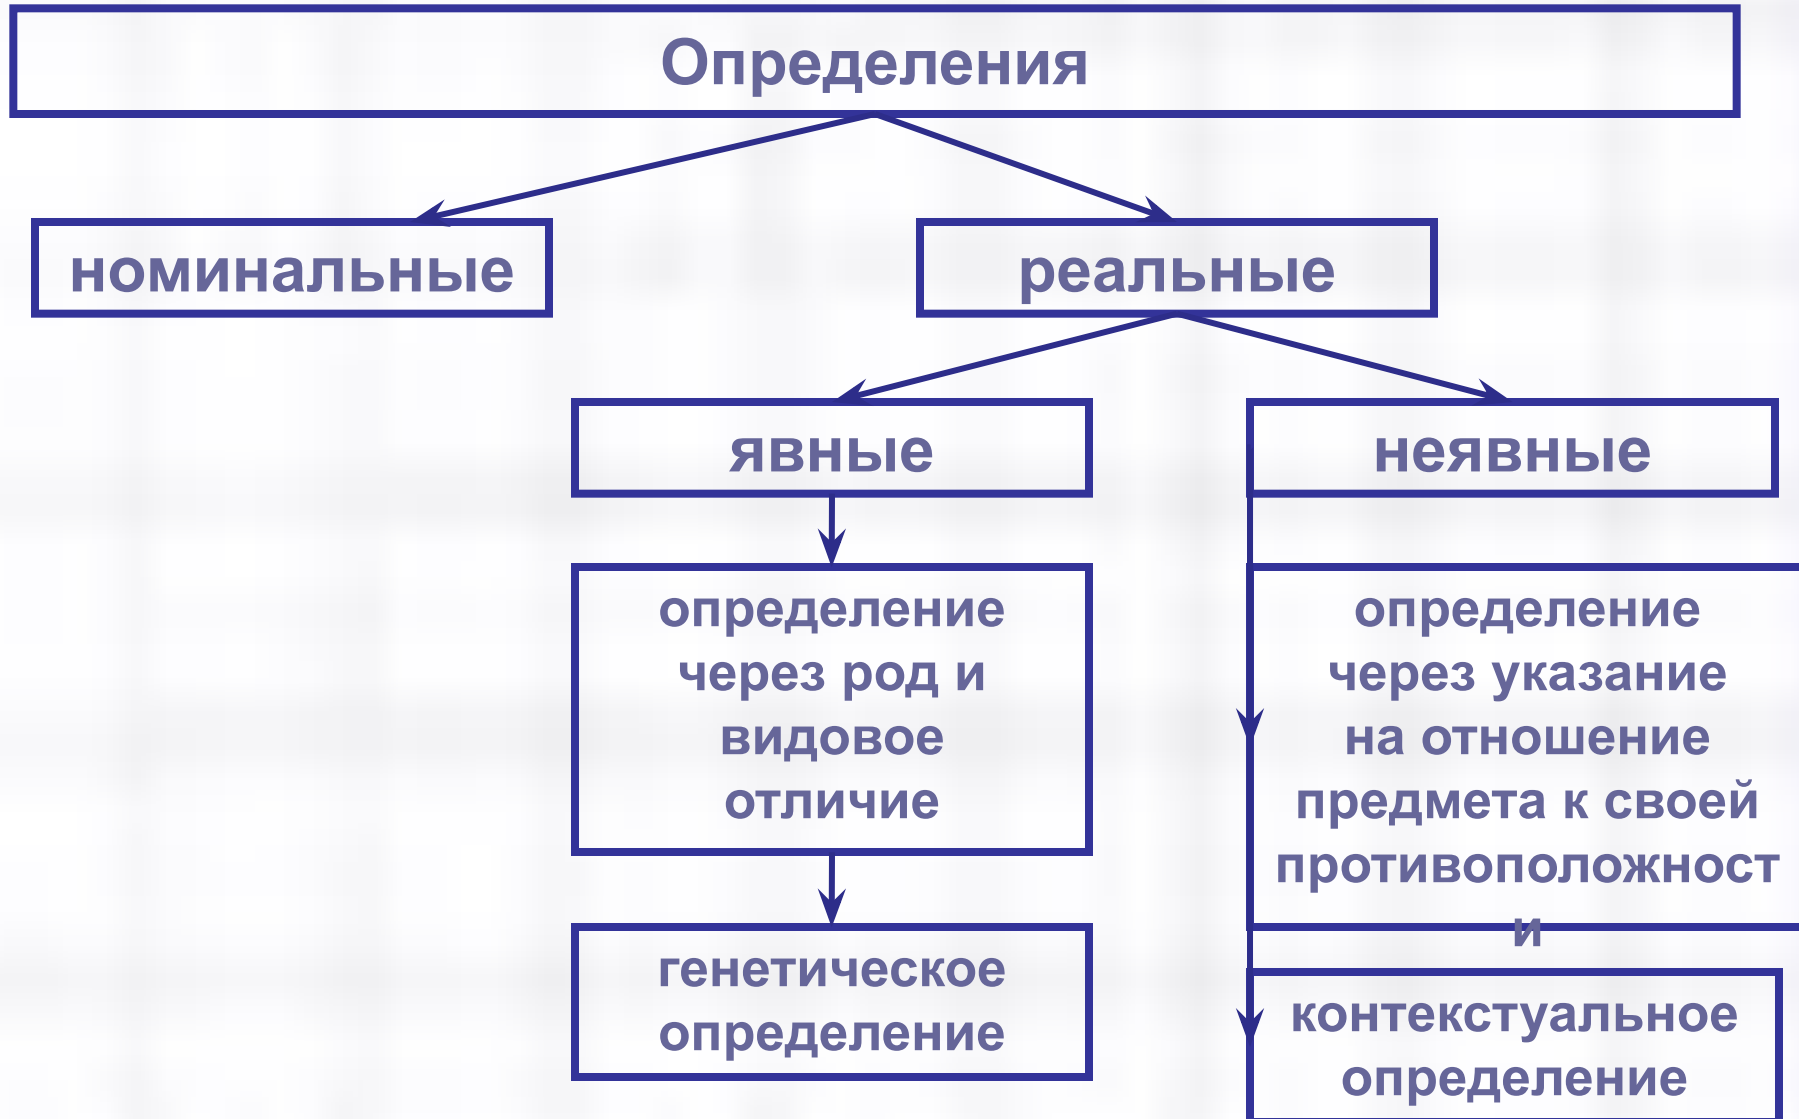 Определения
номинальные
реальные
явные
неявные
определение
через род и
видовое
отличие
определение
через указание
на отношение
предмета к своей
противоположност
и
генетическое
определение
контекстуальное
определение